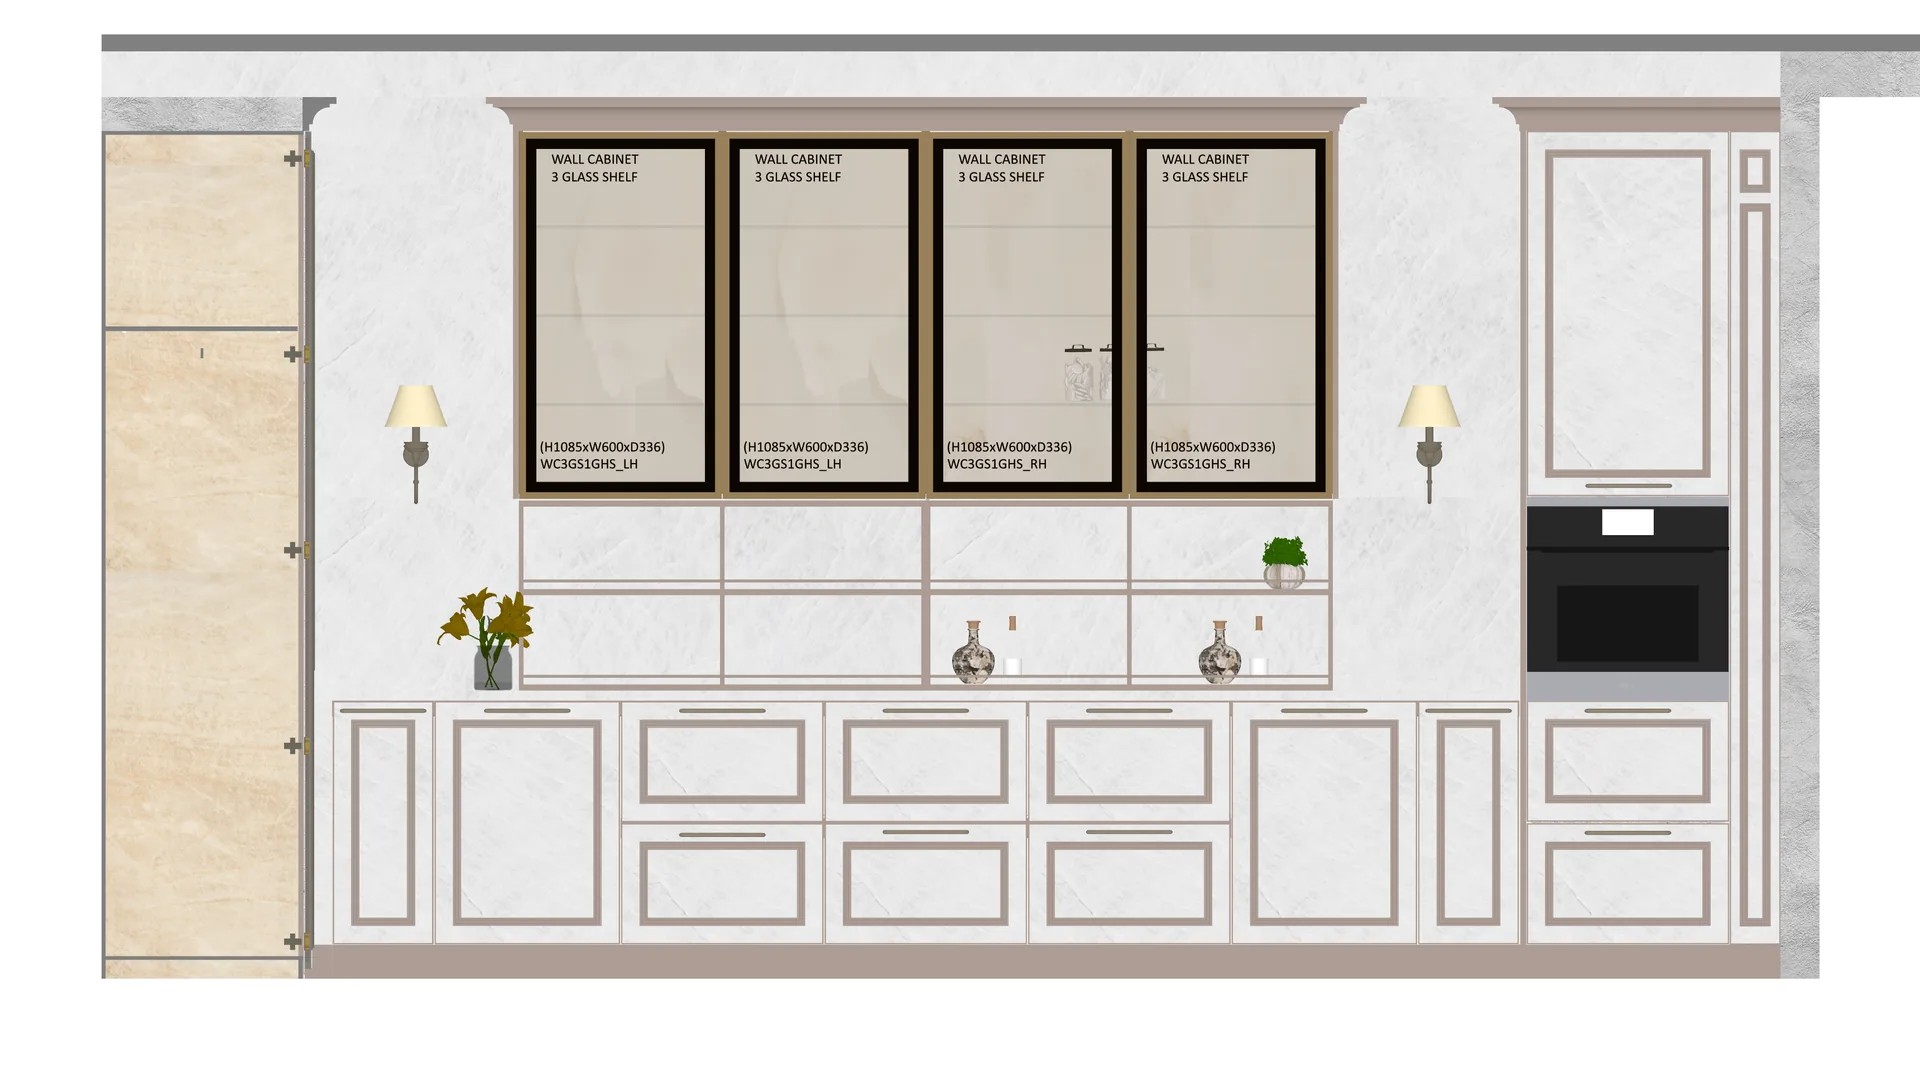 WALL CABINET
3 GLASS SHELF
(H1085xW600xD336)
WC3GS1GHS_LH
WALL CABINET
3 GLASS SHELF
(H1085xW600xD336)
WC3GS1GHS_LH
WALL CABINET
3 GLASS SHELF
(H1085xW600xD336)
WC3GS1GHS_RH
WALL CABINET
3 GLASS SHELF
(H1085xW600xD336)
WC3GS1GHS_RH